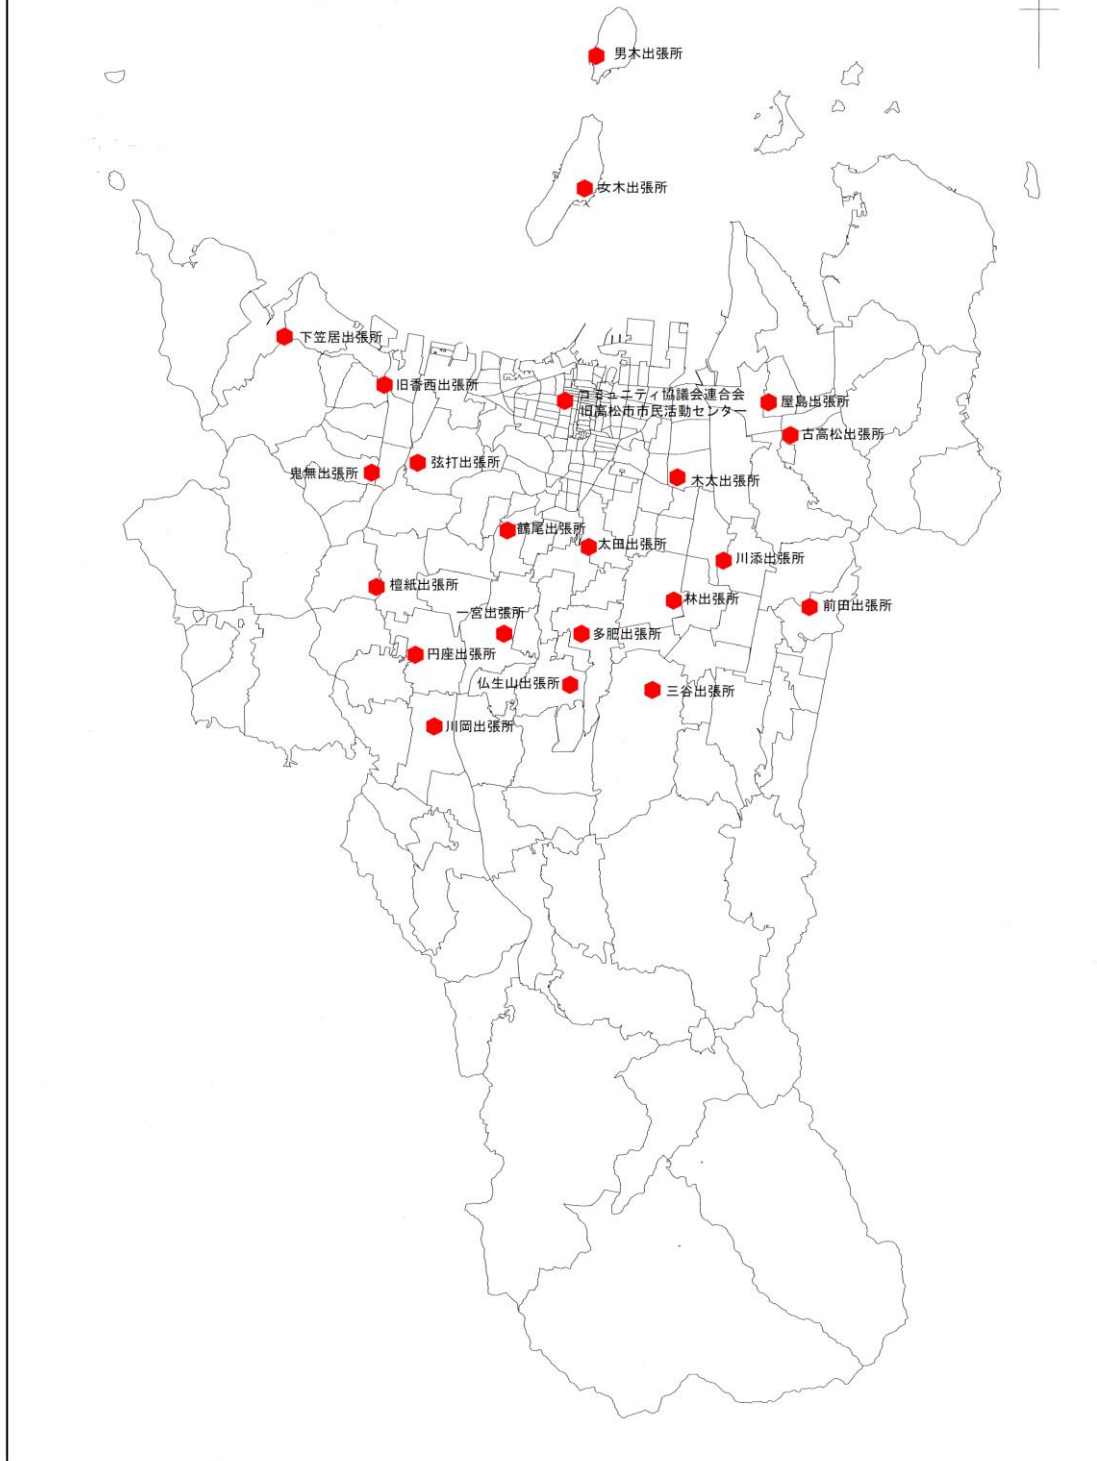 男木出張所
女木出張所
下笠居出張所
旧香西出張所
コミュニティ協議会連合会
旧高松市市民活動センター
屋島出張所
古高松出張所
弦打出張所
鬼無出張所
木太出張所
鶴尾出張所
太田出張所
川添出張所
檀紙出張所
林出張所
前田出張所
一宮出張所
多肥出張所
円座出張所
仏生山出張所
三谷出張所
川岡出張所